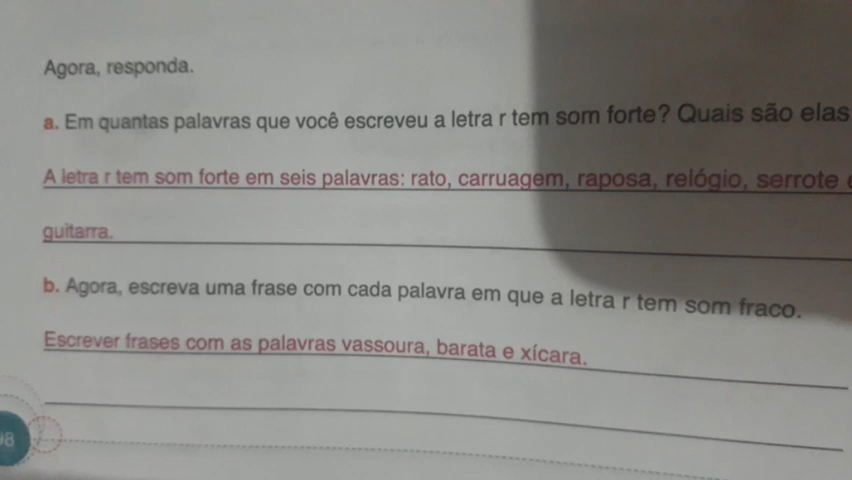 Agora, responda.
a. Em quantas palavras que você escreveu a letra r tem som forte? Quais são elas
A letra r tem som forte em seis palavras: rato, carruagem, raposa, relógio, serrote e
guitarra.
b. Agora, escreva uma frase com cada palavra em que a letra r tem som fraco.
Escrever frases com as palavras vassoura, barata e xícara.